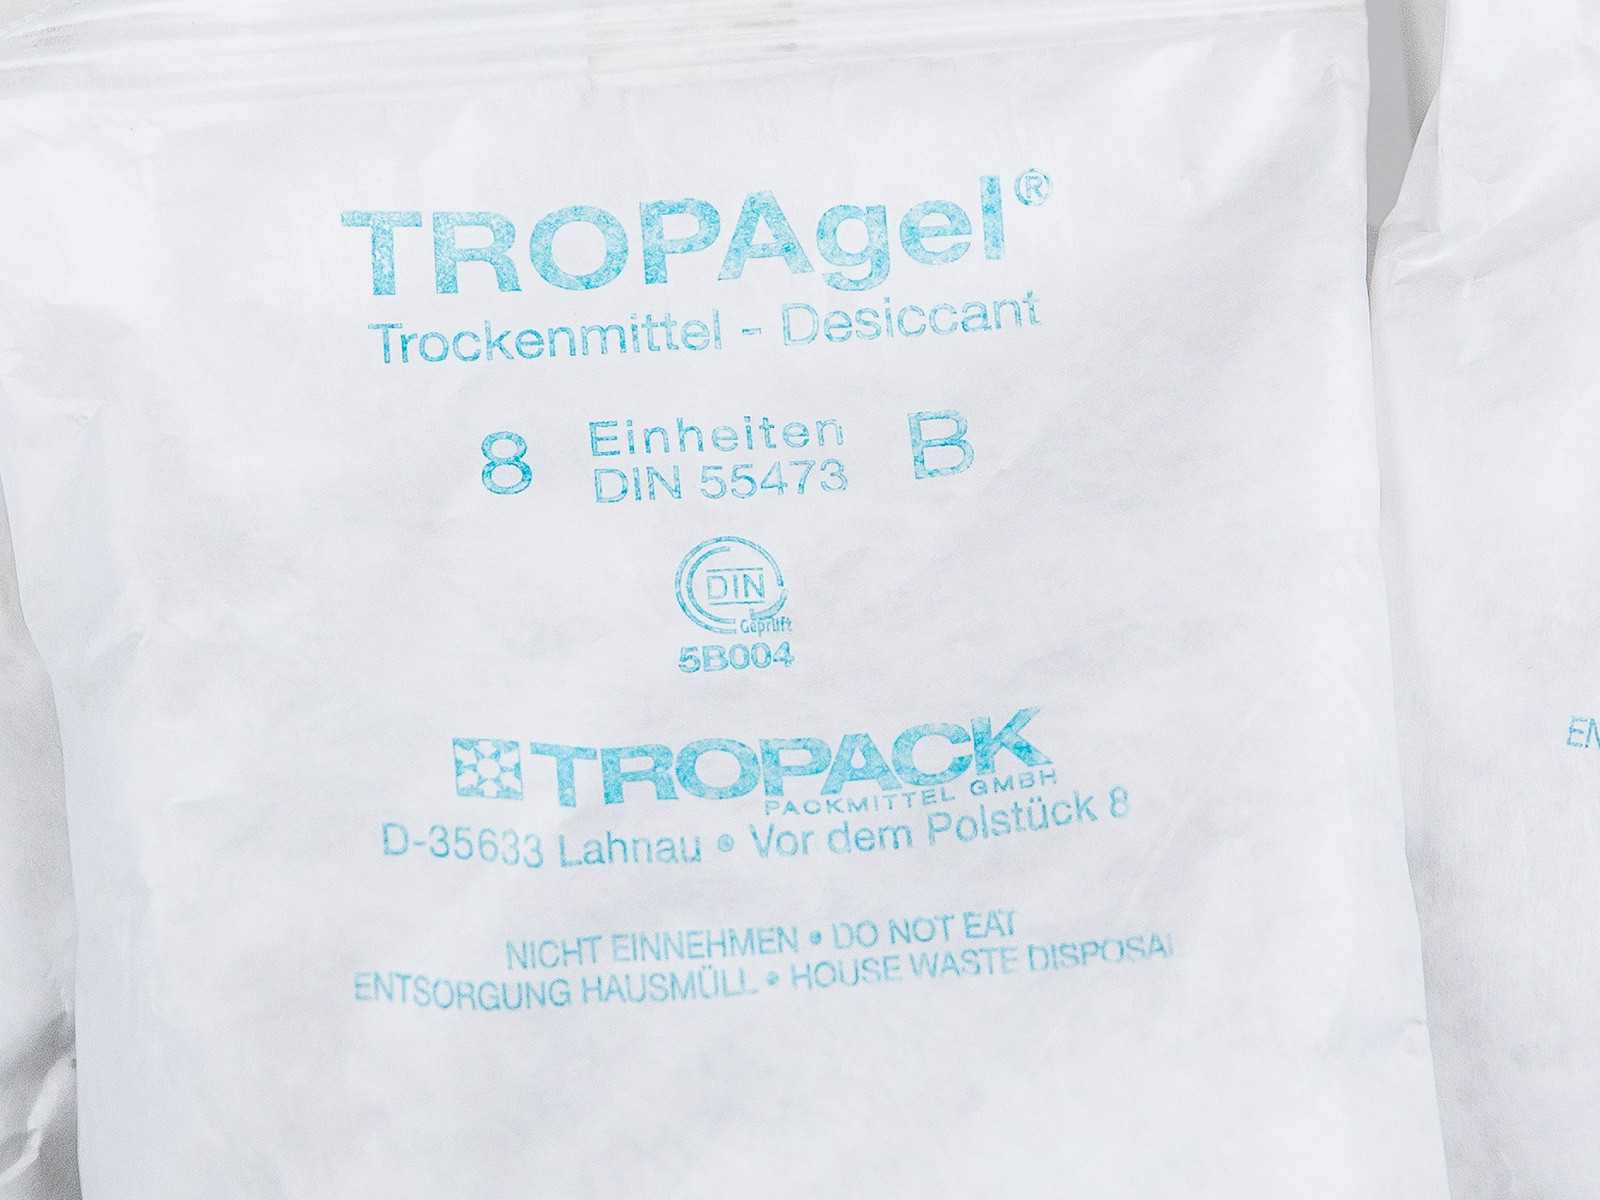 TROPAgel®
Trockenmittel - Desiccant
8 Einheiten B
DIN 55473
DIN
Geprüft
5B004
TROPACK
PACKMITTEL GMBH
D-35633 Lahnau • Vor dem Polstück 8
NICHT EINNEHMEN • DO NOT EAT
ENTSORGUNG HAUSMÜLL • HOUSE WASTE DISPOSAL
EN